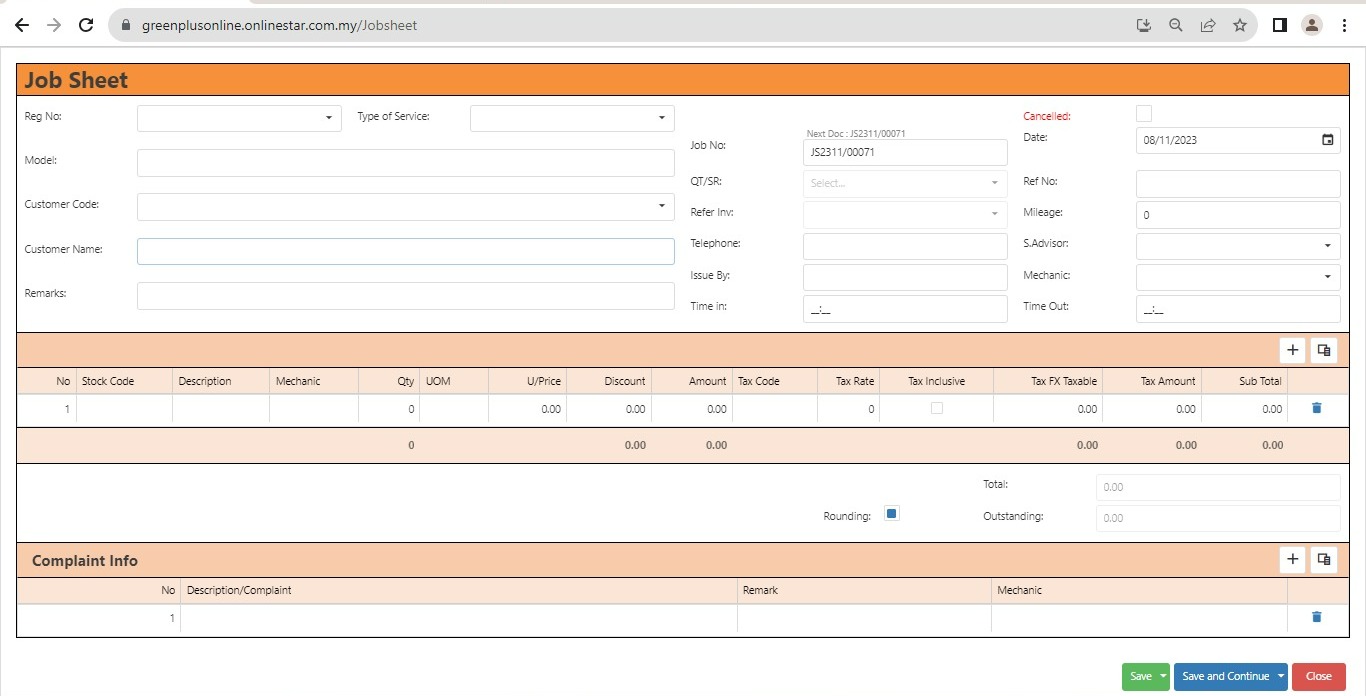 greenplusonline.onlinestar.com.my/Jobsheet
Job Sheet
Reg No:
Type of Service:
Cancelled:
Next Doc : JS2311/00071
Job No:
JS2311/00071
Date:
08/11/2023
Model:
QT/SR:
Select...
Ref No:
Customer Code:
Refer Inv:
Mileage:
0
Customer Name:
Telephone:
S.Advisor:
Issue By:
Mechanic:
Remarks:
Time in:
__:__
Time Out:
__:__
No Stock Code Description Mechanic Qty UOM U/Price Discount Amount Tax Code Tax Rate Tax Inclusive Tax FX Taxable Tax Amount Sub Total
1 0 0.00 0.00 0.00 0 0.00 0.00 0.00
0 0.00 0.00 0.00 0.00 0.00
Total:
0.00
Rounding:
Outstanding:
0.00
Complaint Info
No Description/Complaint Remark Mechanic
1
Save
Save and Continue
Close